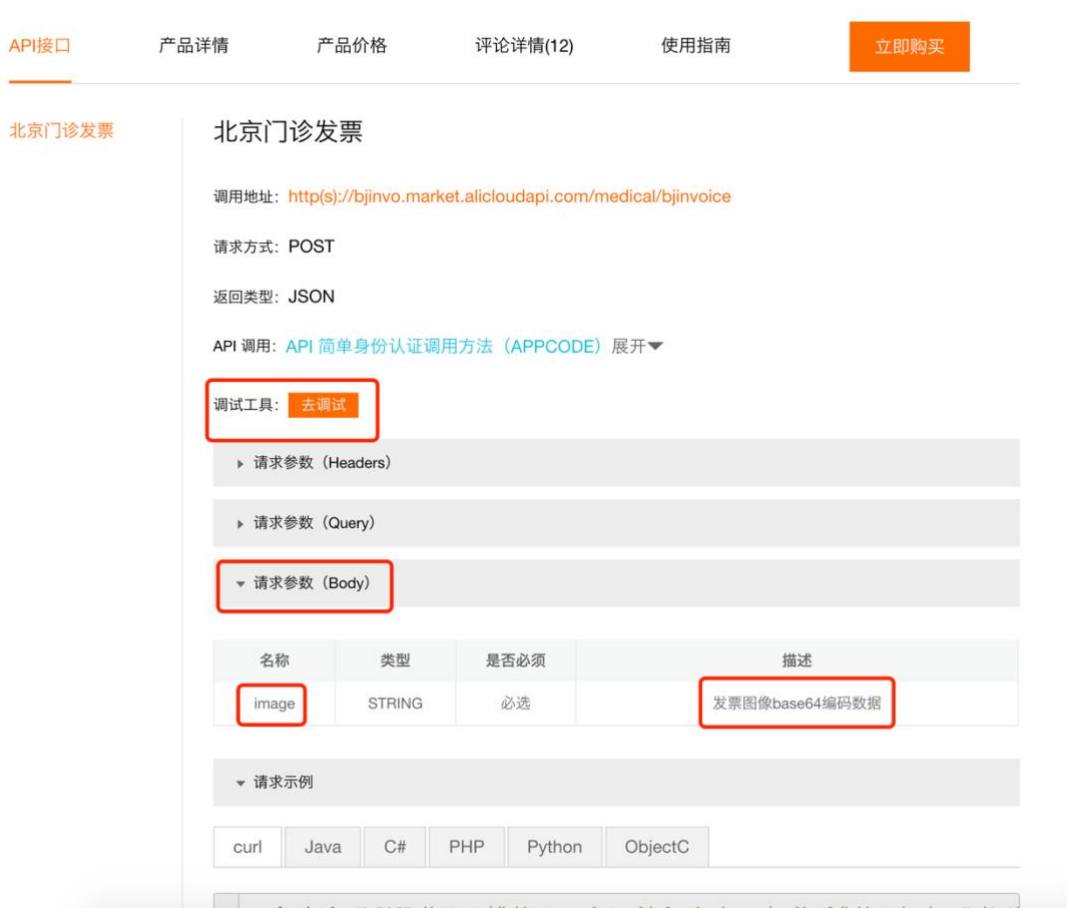 API接口 产品详情 产品价格 评论详情(12) 使用指南 立即购买
北京门诊发票
北京门诊发票
调用地址: http(s)://bjinvo.market.alicloudapi.com/medical/bjinvoice
请求方式: POST
返回类型: JSON
API 调用: API 简单身份认证调用方法（APPCODE）展开
调试工具: 去调试
请求参数（Headers）
请求参数（Query）
请求参数（Body）
名称 类型 是否必须 描述
image STRING 必选 发票图像base64编码数据
请求示例
curl Java C# PHP Python ObjectC